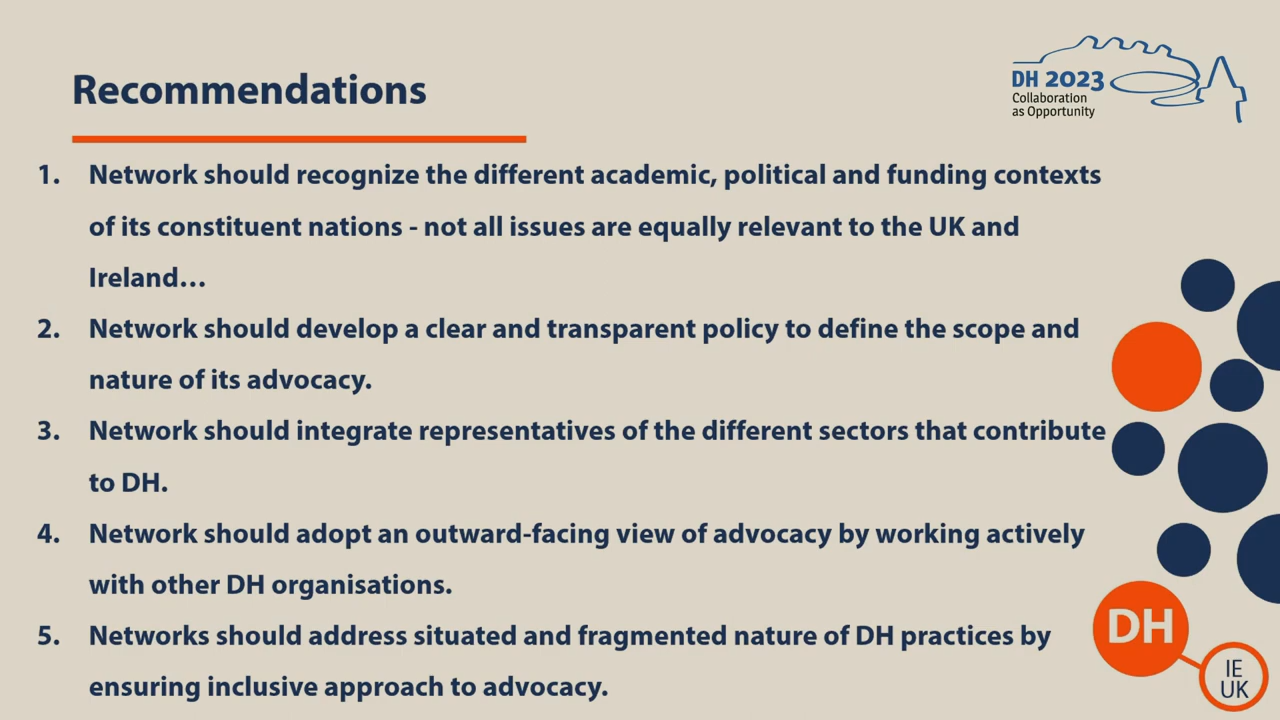 Recommendations
DH 2023
Collaboration
as Opportunity
1. Network should recognize the different academic, political and funding contexts
of its constituent nations - not all issues are equally relevant to the UK and
Ireland...
2. Network should develop a clear and transparent policy to define the scope and
nature of its advocacy.
3. Network should integrate representatives of the different sectors that contribute
to DH.
4. Network should adopt an outward-facing view of advocacy by working actively
with other DH organisations.
5. Networks should address situated and fragmented nature of DH practices by
ensuring inclusive approach to advocacy.
DH
IE
UK